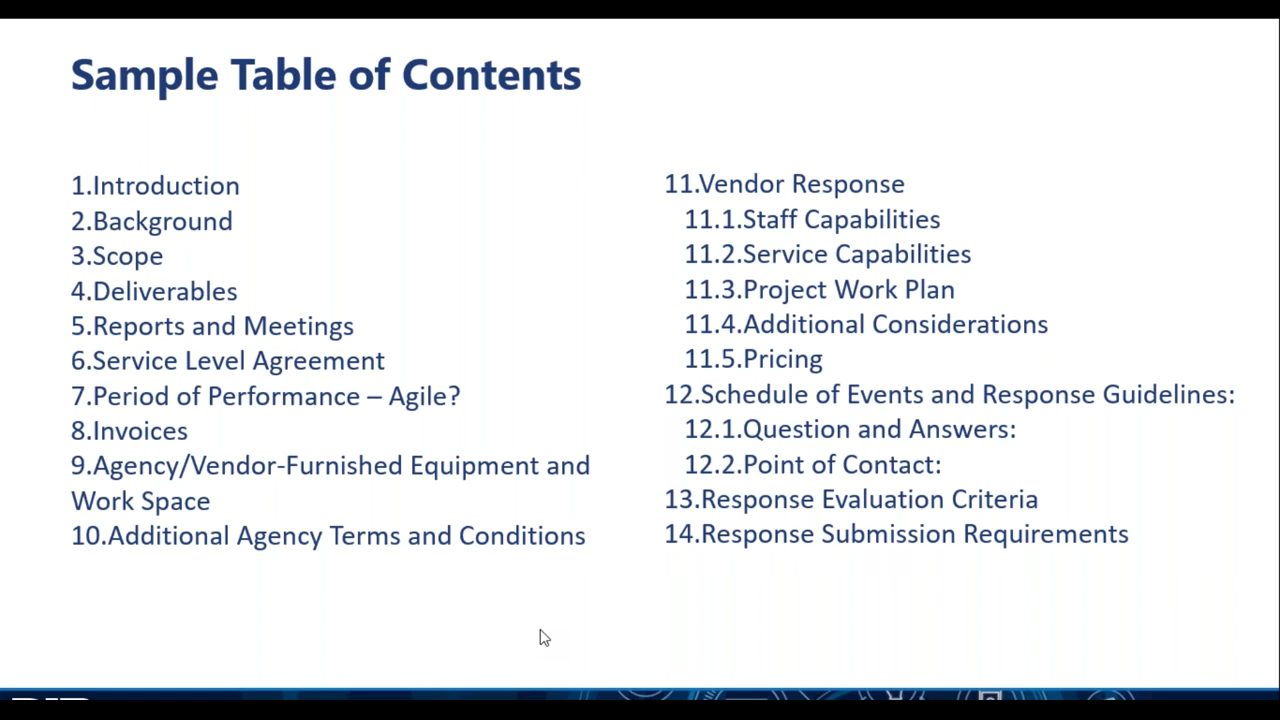 Sample Table of Contents
1.Introduction
2.Background
3.Scope
4.Deliverables
5.Reports and Meetings
6.Service Level Agreement
7.Period of Performance – Agile?
8.Invoices
9.Agency/Vendor-Furnished Equipment and
Work Space
10.Additional Agency Terms and Conditions
11.Vendor Response
11.1.Staff Capabilities
11.2.Service Capabilities
11.3.Project Work Plan
11.4.Additional Considerations
11.5.Pricing
12.Schedule of Events and Response Guidelines:
12.1.Question and Answers:
12.2.Point of Contact:
13.Response Evaluation Criteria
14.Response Submission Requirements